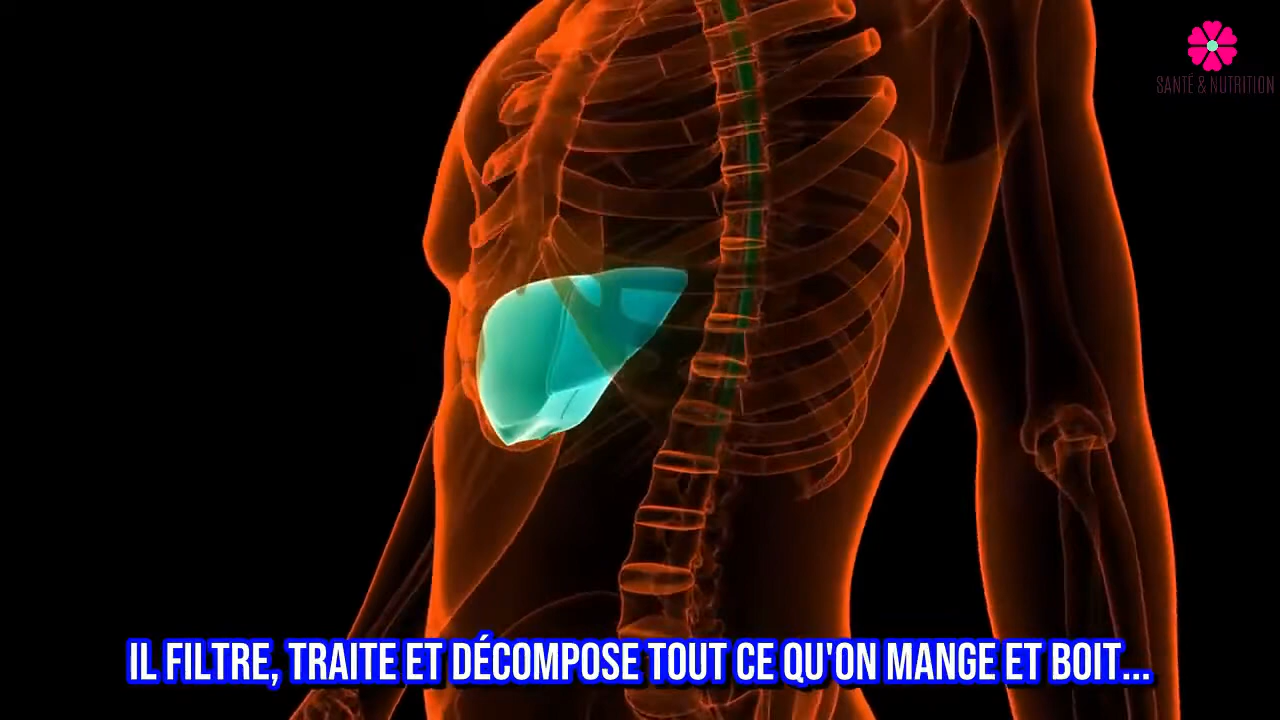 SANTÉ & NUTRITION
IL FILTRE, TRAITE ET DÉCOMPOSE TOUT CE QU'ON MANGE ET BOIT...